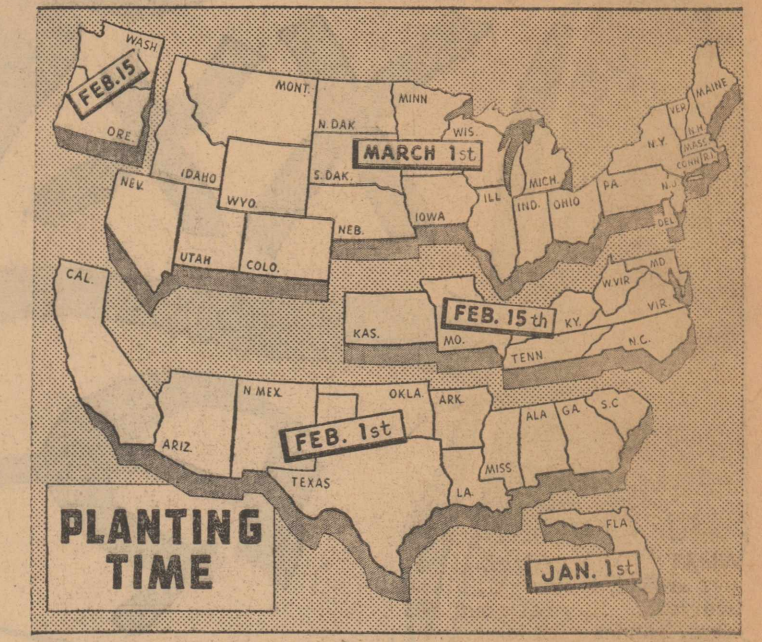 WASH
FEB.15
ORE.
MONT.
N.DAK
MINN
WIS.
MARCH 1st
S.DAK.
MICH.
IDAHO
WYO.
NEV.
UTAH
COLO.
NEB.
IOWA
ILL
IND.
OHIO
PA.
N.Y.
VER
N.H
MAINE
MASS
CONN
R.I.
N.J.
DEL
CAL.
KAS.
MO.
FEB. 15th
KY.
W.VIR
MD.
VIR.
TENN
N.C.
ARIZ.
N MEX.
OKLA.
ARK.
FEB. 1st
TEXAS
LA.
MISS.
ALA
GA.
S.C
PLANTING
TIME
FLA
JAN. 1st